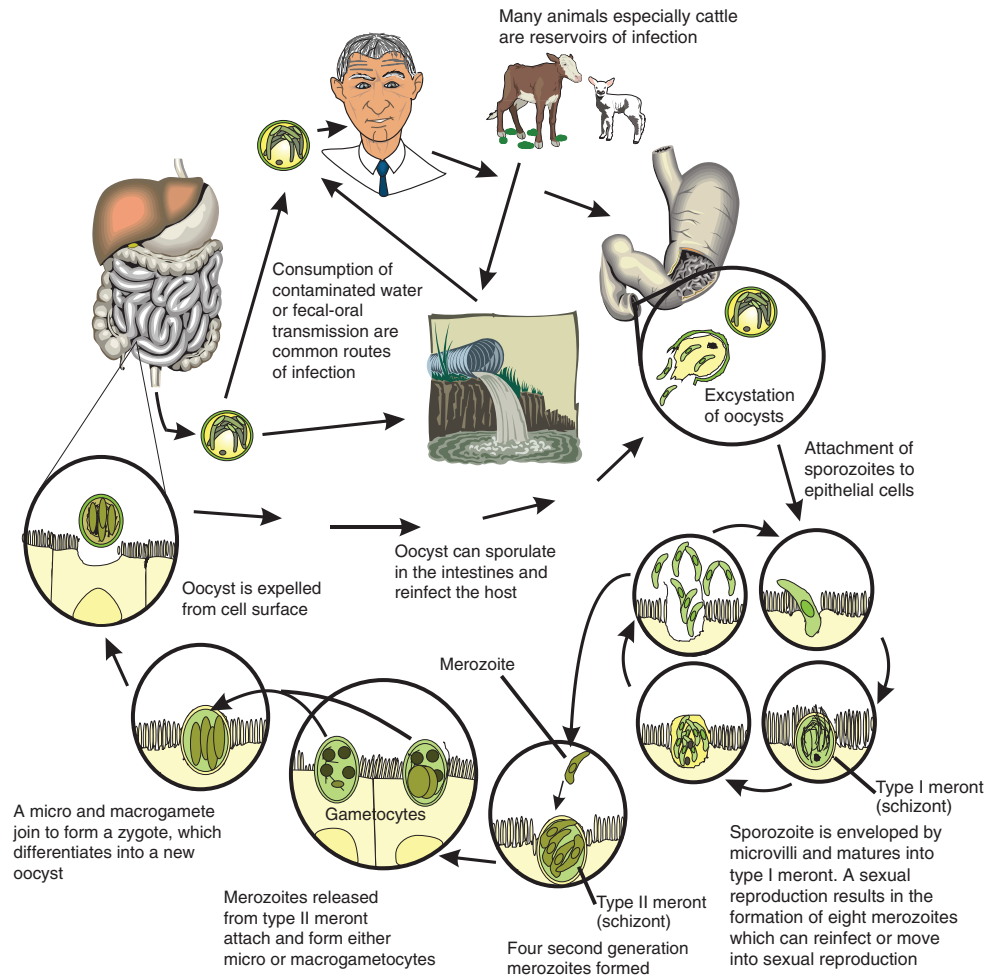 Many animals especially cattle
are reservoirs of infection
Consumption of
contaminated water
or fecal-oral
transmission are
common routes
of infection
Excystation
of oocysts
Attachment of
sporozoites to
epithelial cells
Oocyst can sporulate
in the intestines and
reinfect the host
Oocyst is expelled
from cell surface
Merozoite
Type I meront
(schizont)
Gametocytes
A micro and macrogamete
join to form a zygote, which
differentiates into a new
oocyst
Sporozoite is enveloped by
microvilli and matures into
type I meront. A sexual
reproduction results in the
formation of eight merozoites
which can reinfect or move
into sexual reproduction
Merozoites released
from type II meront
attach and form either
micro or macrogametocytes
Type II meront
(schizont)
Four second generation
merozoites formed